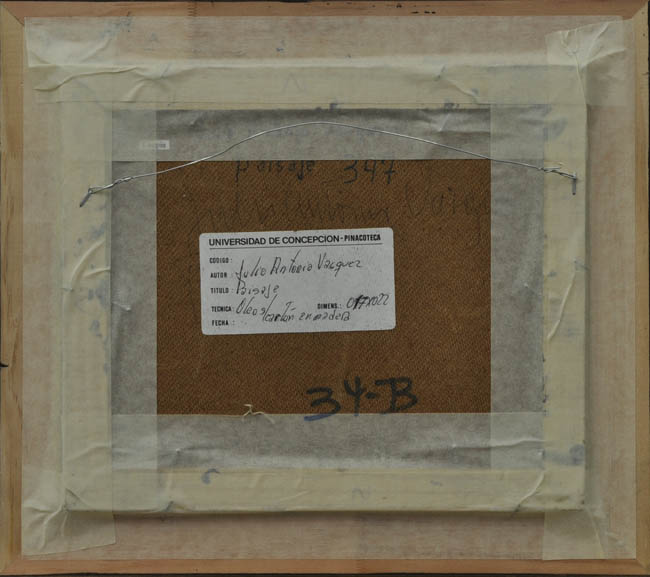 Paisaje 347
UNIVERSIDAD DE CONCEPCION - PINACOTECA
CODIGO :
AUTOR : Julio Antonio Vasquez
TITULO : Paisaje
TECNICA : Oleo s/ DIMENS.: 017x022
FECHA : carton en madera
34-B